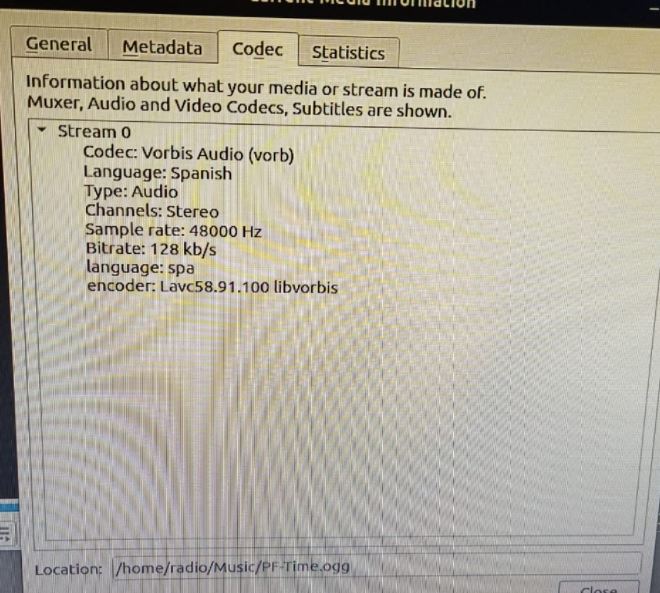 Current Media Information
General Metadata Codec Statistics
Information about what your media or stream is made of.
Muxer, Audio and Video Codecs, Subtitles are shown.
Stream 0
Codec: Vorbis Audio (vorb)
Language: Spanish
Type: Audio
Channels: Stereo
Sample rate: 48000 Hz
Bitrate: 128 kb/s
language: spa
encoder: Lavc58.91.100 libvorbis
Location: /home/radio/Music/PF-Time.ogg
Close